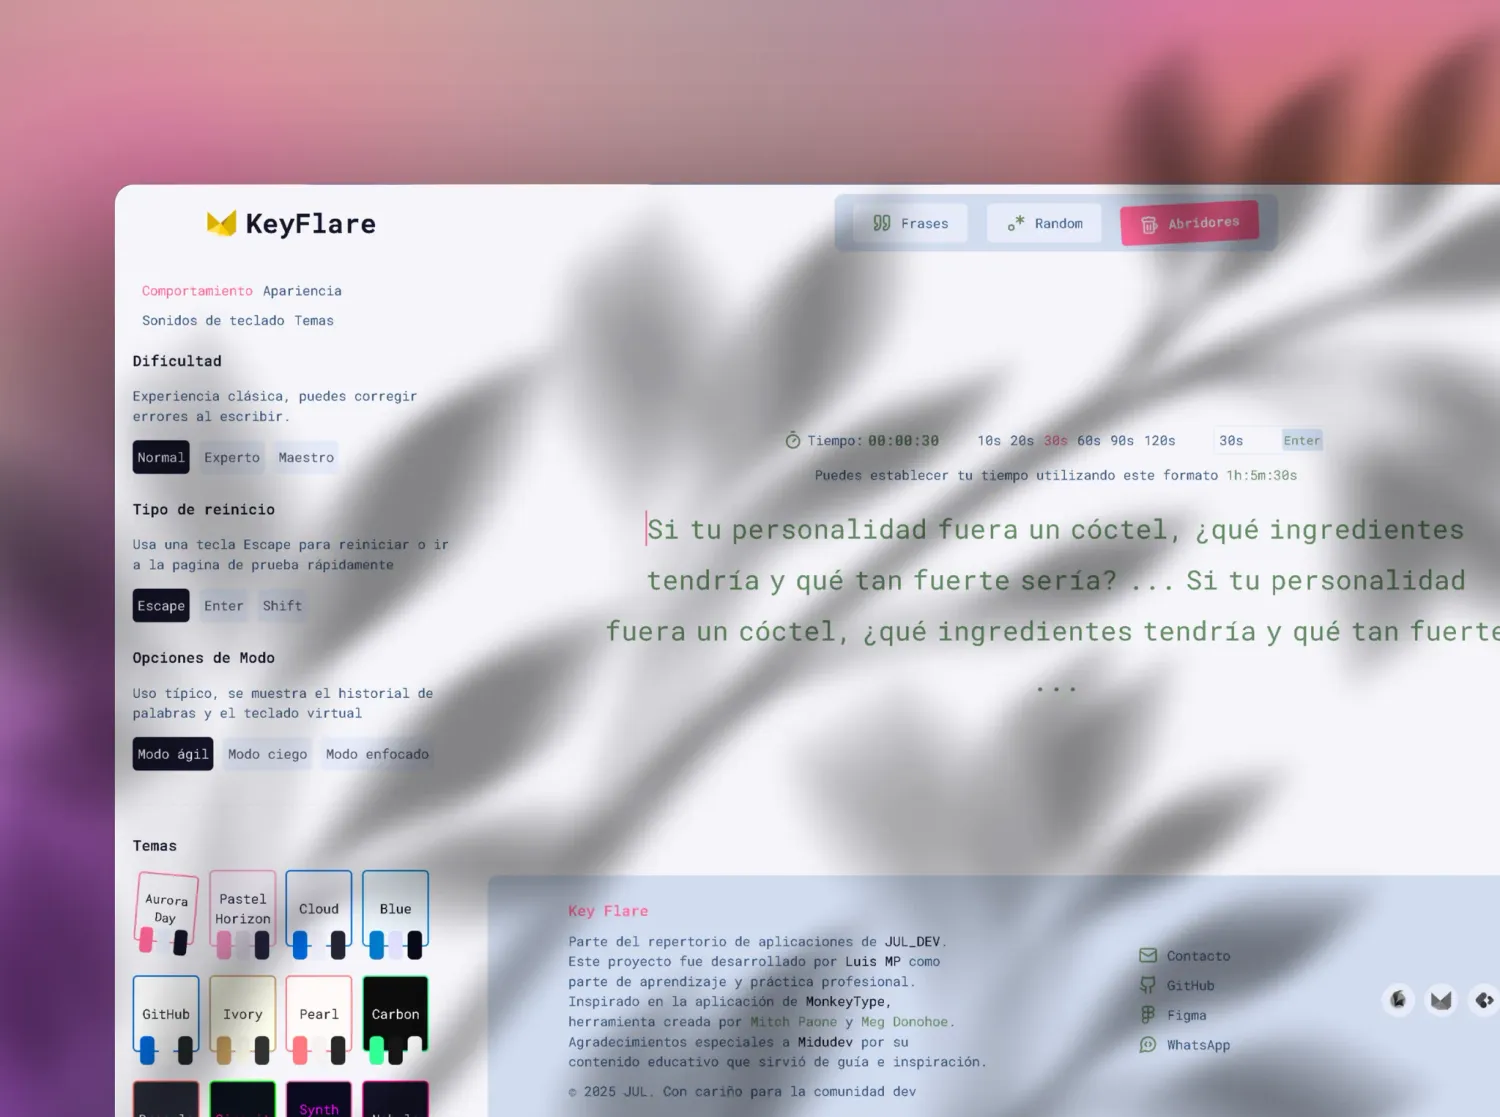 KeyFlare
Frases
Random
Abridores
Comportamiento Apariencia
Sonidos de teclado Temas
Dificultad
Experiencia clásica, puedes corregir
errores al escribir.
Normal Experto Maestro
Tipo de reinicio
Usa una tecla Escape para reiniciar o ir
a la pagina de prueba rápidamente
Escape Enter Shift
Opciones de Modo
Uso típico, se muestra el historial de
palabras y el teclado virtual
Modo ágil Modo ciego Modo enfocado
Temas
Aurora
Day
Pastel
Horizon
Cloud
Blue
GitHub
Ivory
Pearl
Carbon
Synth
Tiempo: 00:00:30 10s 20s 30s 60s 90s 120s 30s Enter
Puedes establecer tu tiempo utilizando este formato 1h:5m:30s
Si tu personalidad fuera un cóctel, ¿qué ingredientes
tendría y qué tan fuerte sería? ... Si tu personalidad
fuera un cóctel, ¿qué ingredientes tendría y qué tan fuerte
...
Key Flare
Parte del repertorio de aplicaciones de JUL_DEV.
Este proyecto fue desarrollado por Luis MP como
parte de aprendizaje y práctica profesional.
Inspirado en la aplicación de MonkeyType,
herramienta creada por Mitch Paone y Meg Donohoe.
Agradecimientos especiales a Midudev por su
contenido educativo que sirvió de guía e inspiración.
© 2025 JUL. Con cariño para la comunidad dev
Contacto
GitHub
Figma
WhatsApp